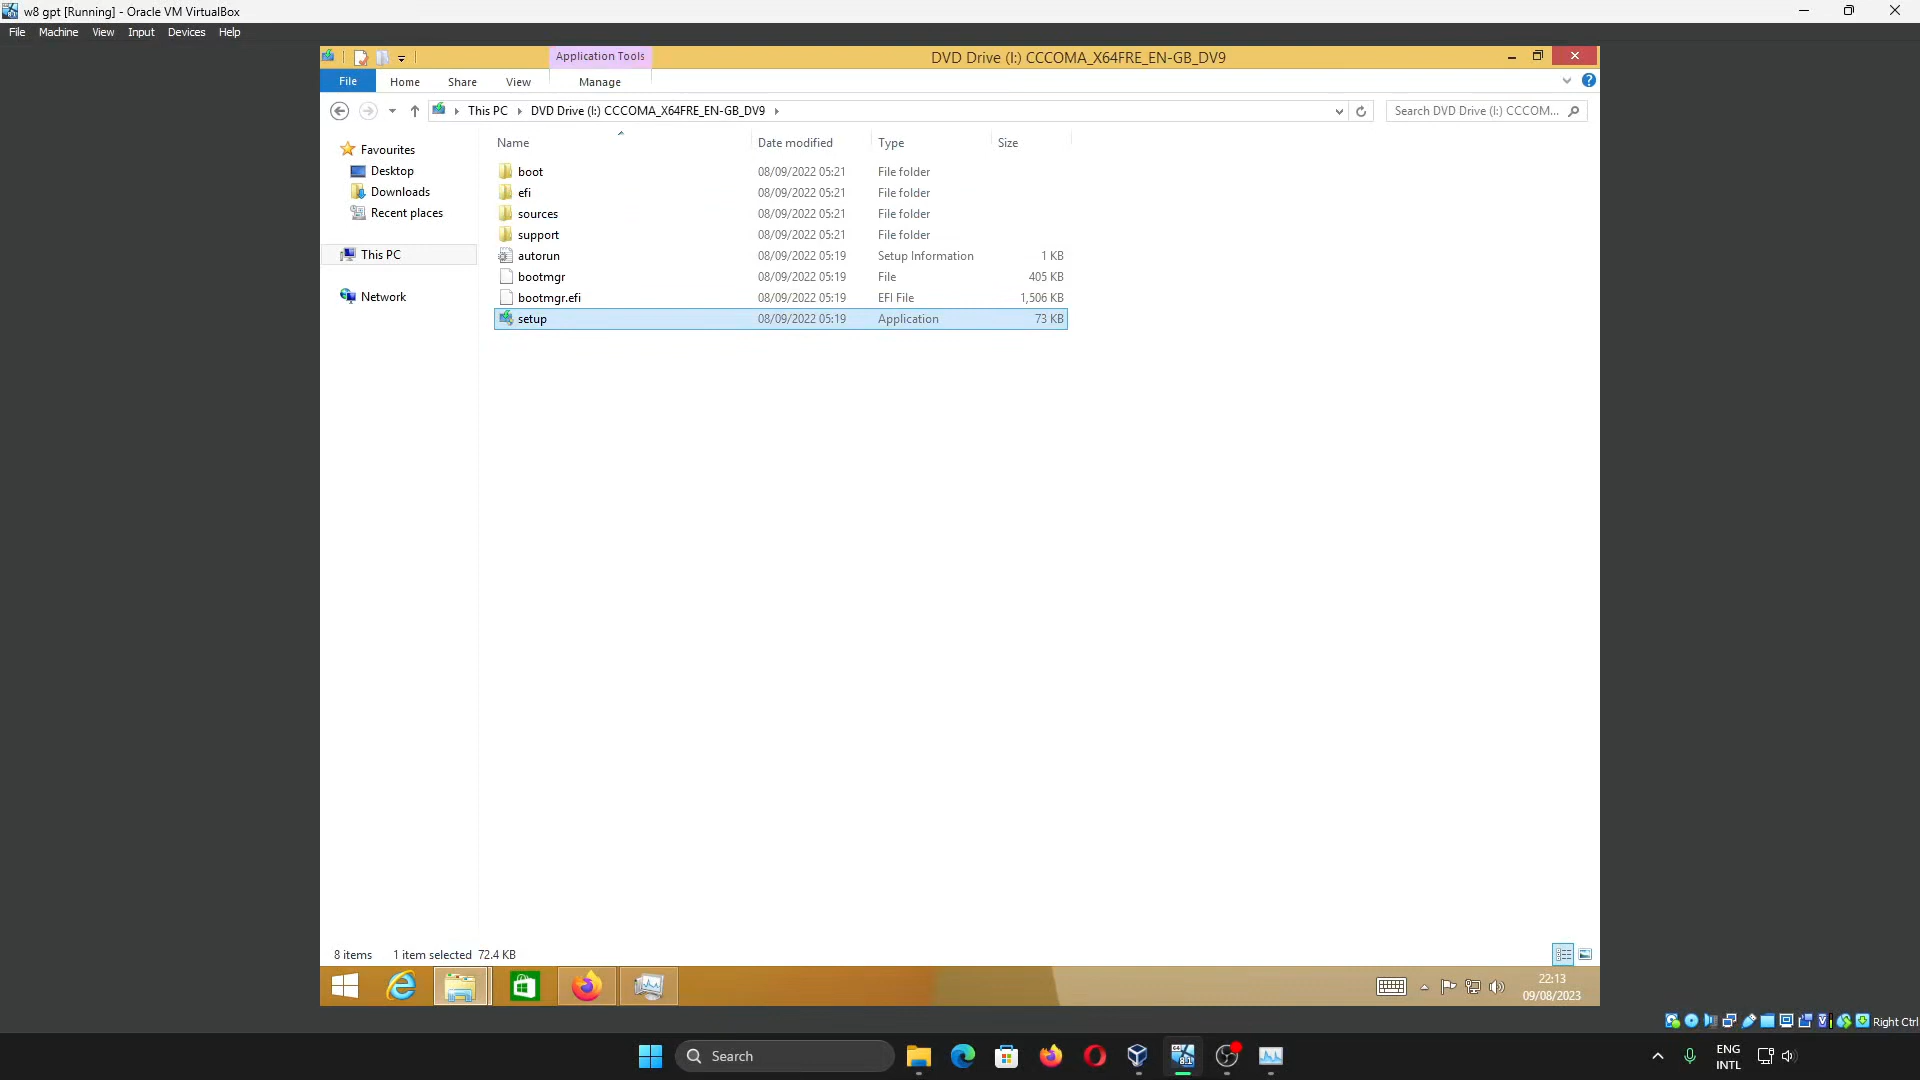 w8 gpt [Running] - Oracle VM VirtualBox
File Machine View Input Devices Help
Application Tools
DVD Drive (I:) CCCOMA_X64FRE_EN-GB_DV9
File Home Share View Manage
This PC DVD Drive (I:) CCCOMA_X64FRE_EN-GB_DV9
Search DVD Drive (I:) CCCOM...
Name Date modified Type Size
Favourites
Desktop
Downloads
Recent places
This PC
Network
boot 08/09/2022 05:21 File folder
efi 08/09/2022 05:21 File folder
sources 08/09/2022 05:21 File folder
support 08/09/2022 05:21 File folder
autorun 08/09/2022 05:19 Setup Information 1 KB
bootmgr 08/09/2022 05:19 File 405 KB
bootmgr.efi 08/09/2022 05:19 EFI File 1,506 KB
setup 08/09/2022 05:19 Application 73 KB
8 items 1 item selected 72.4 KB
22:13
09/08/2023
Right Ctrl
Search
ENG
INTL